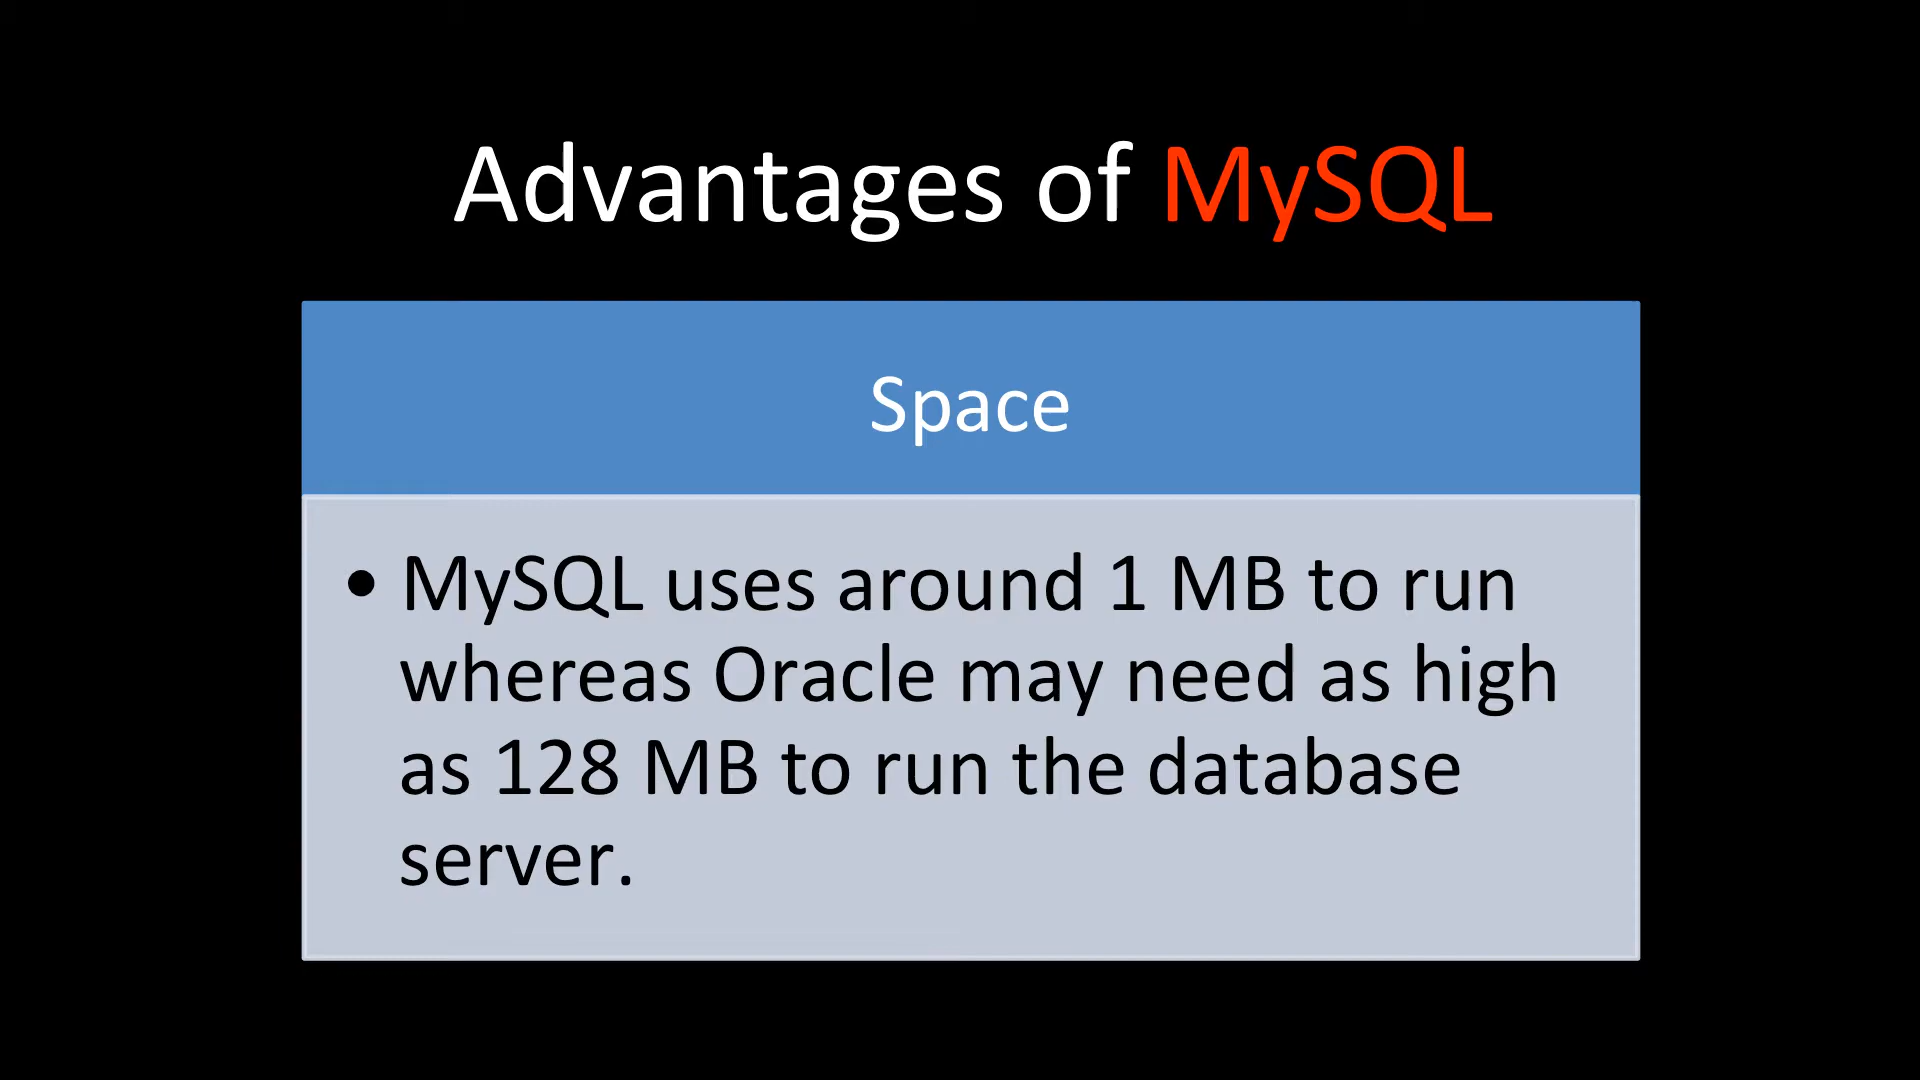 Advantages of MySQL
Space
• MySQL uses around 1 MB to run
whereas Oracle may need as high
as 128 MB to run the database
server.